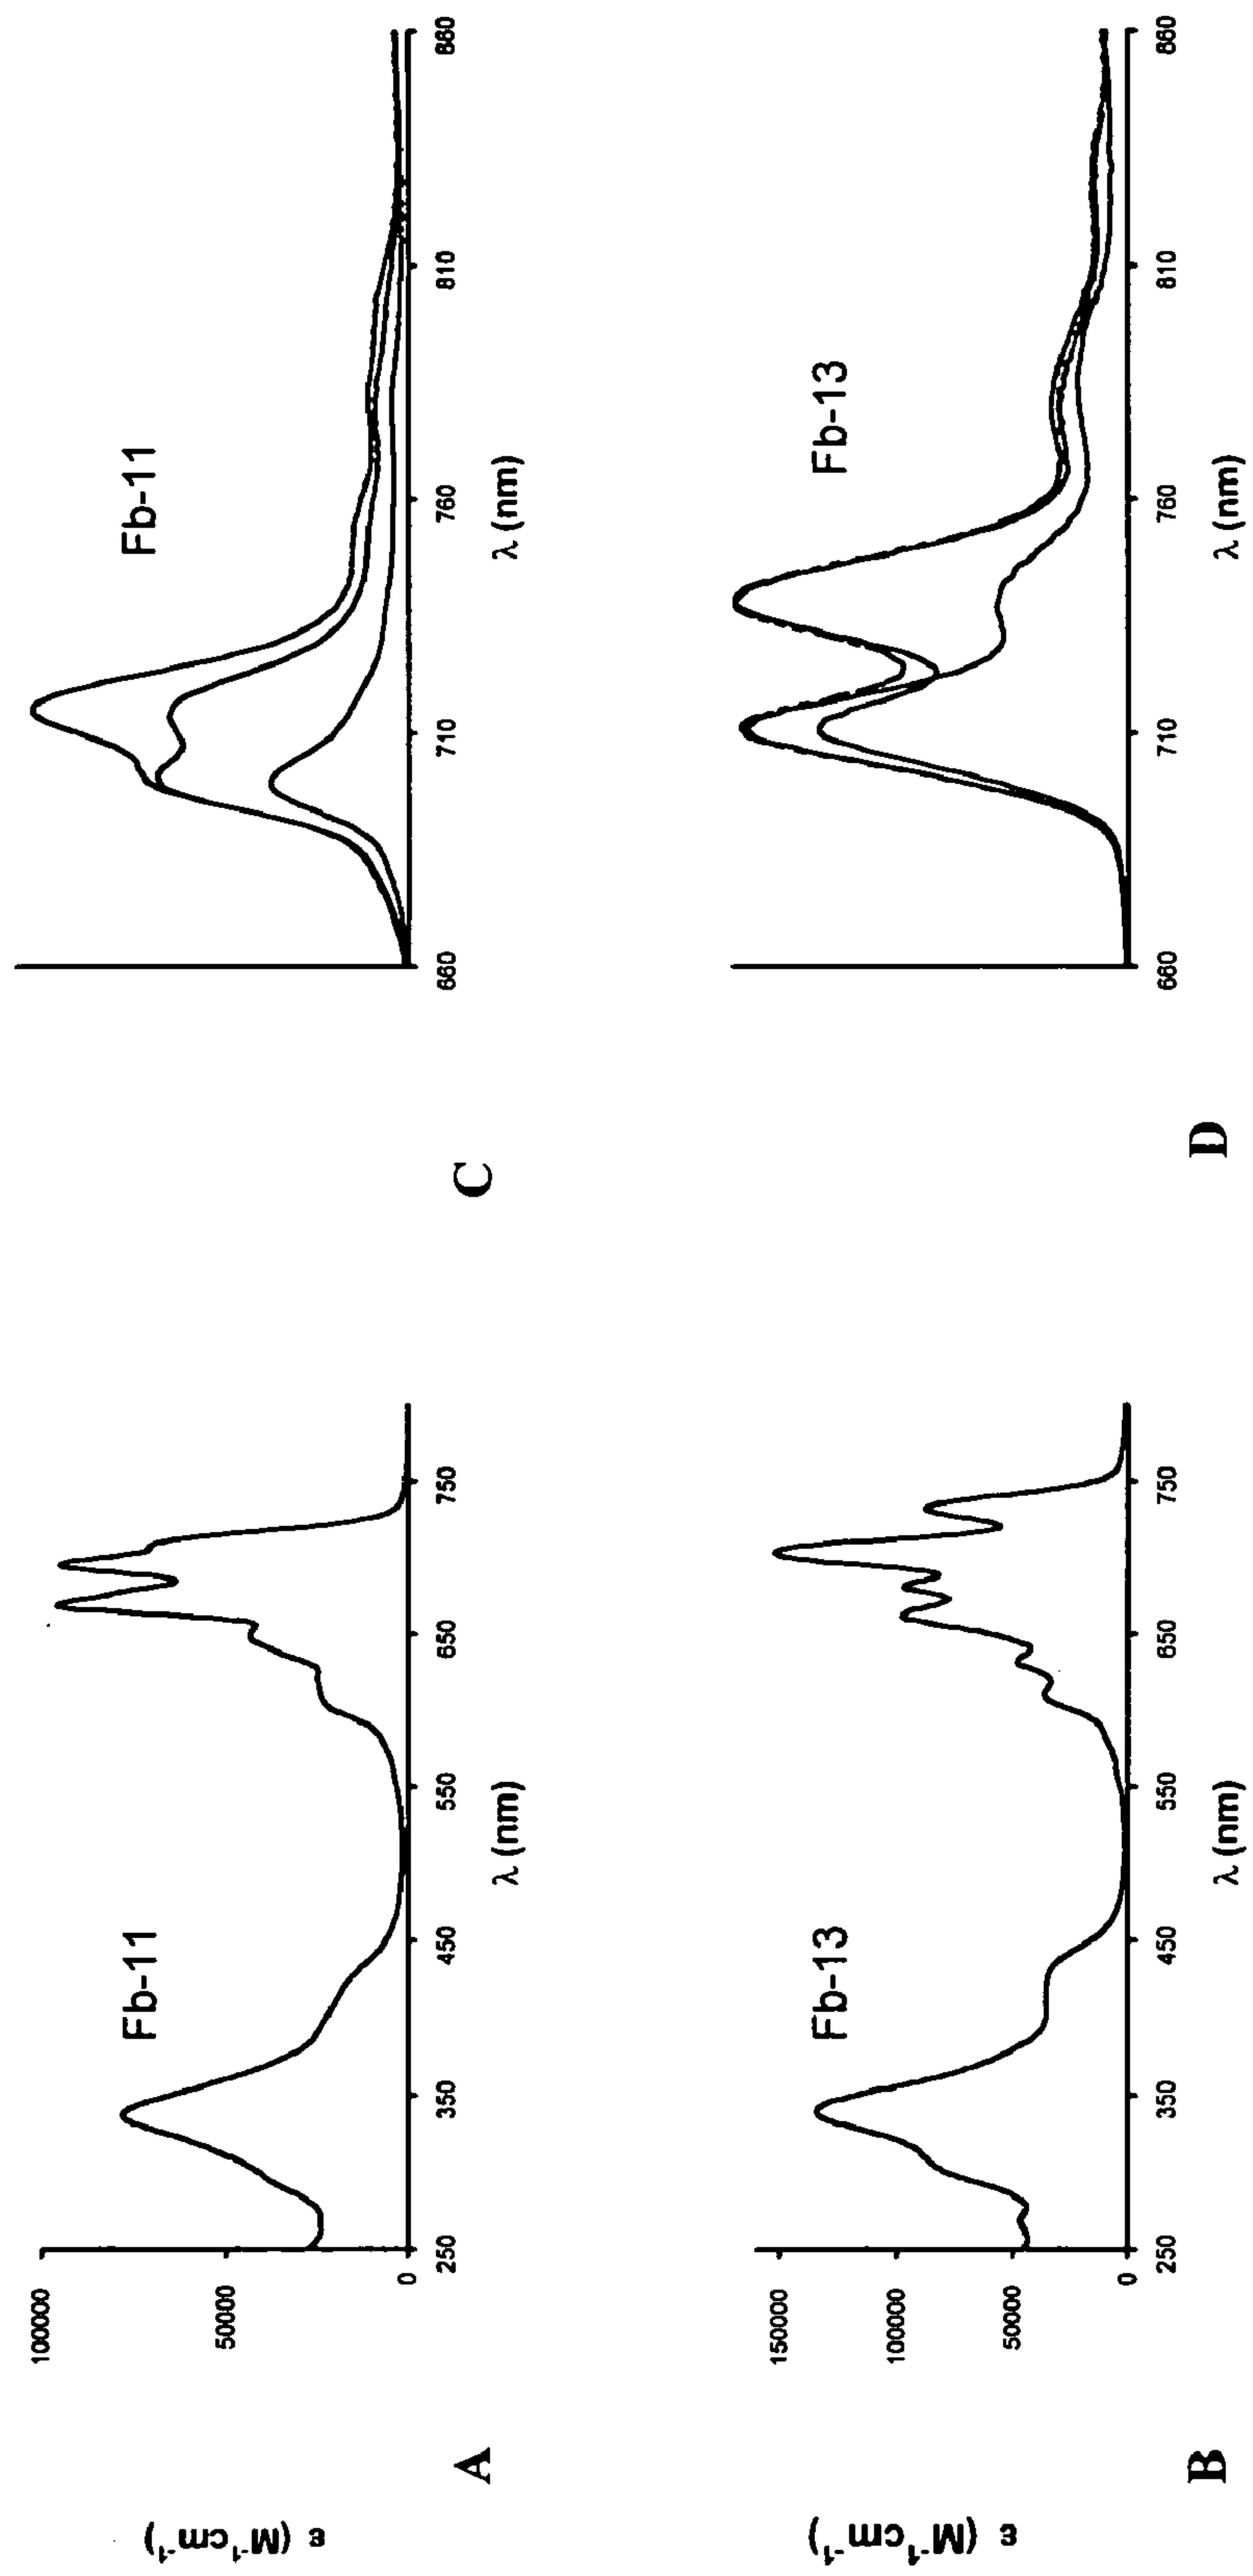 Fb-11
ε (M⁻¹cm⁻¹)
100000
50000
0
250
350
450
550
650
750
λ (nm)
A
Fb-11
660
710
760
810
860
λ (nm)
C
Fb-13
ε (M⁻¹cm⁻¹)
150000
100000
50000
0
250
350
450
550
650
750
λ (nm)
B
Fb-13
660
710
760
810
860
λ (nm)
D